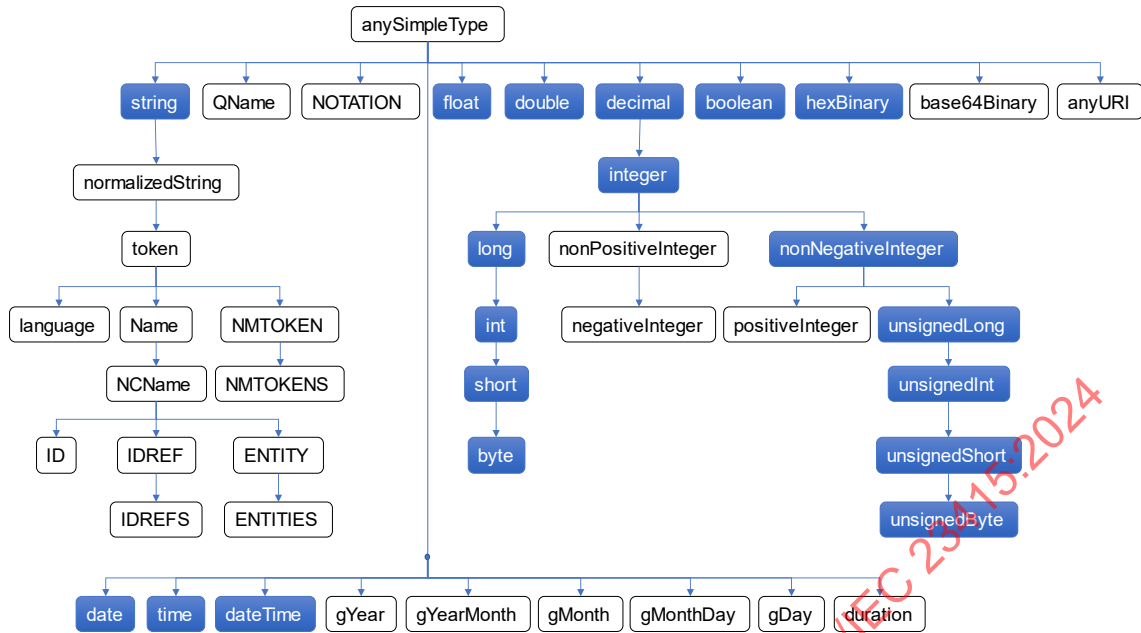 anySimpleType
string QName NOTATION float double decimal boolean hexBinary base64Binary anyURI
normalizedString integer
token long nonPositiveInteger nonNegativeInteger
language Name NMTOKEN int negativeInteger positiveInteger unsignedLong
NCName NMTOKENS short unsignedInt
ID IDREF ENTITY byte unsignedShort
IDREFS ENTITIES unsignedByte
date time dateTime gYear gYearMonth gMonth gMonthDay gDay duration
/IEC 23415:2024